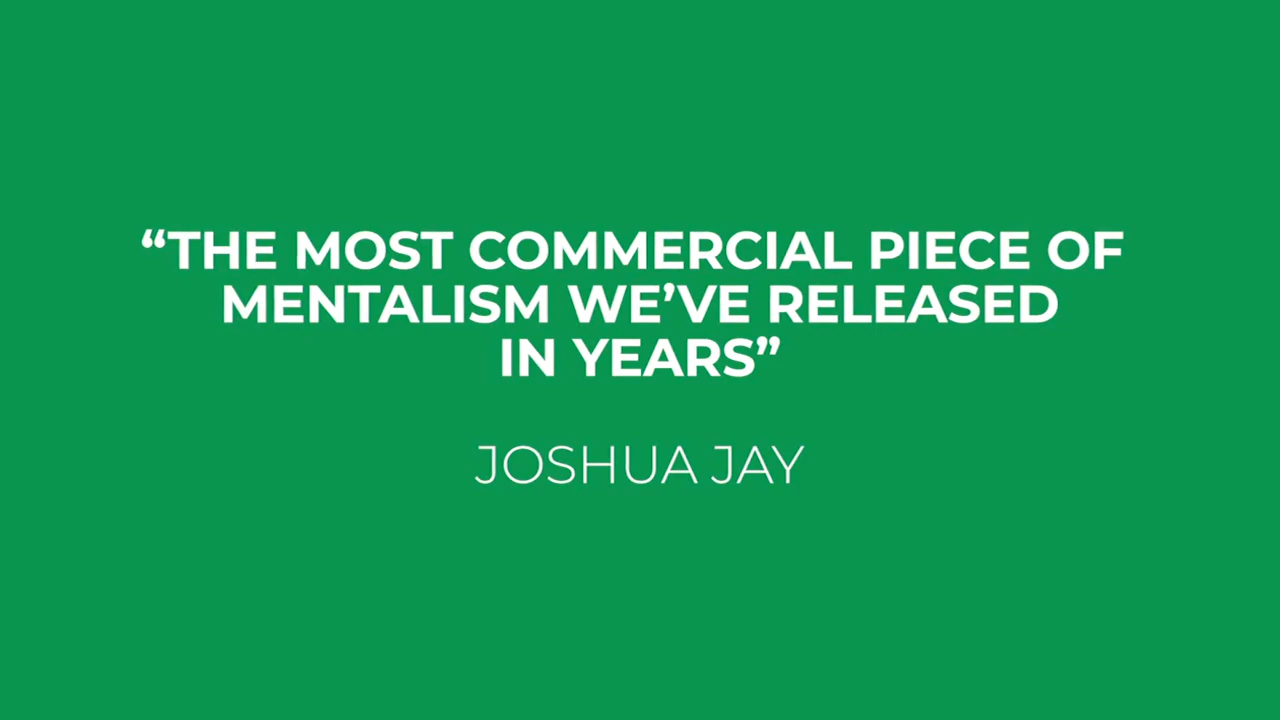 “THE MOST COMMERCIAL PIECE OF
MENTALISM WE’VE RELEASED
IN YEARS”
JOSHUA JAY